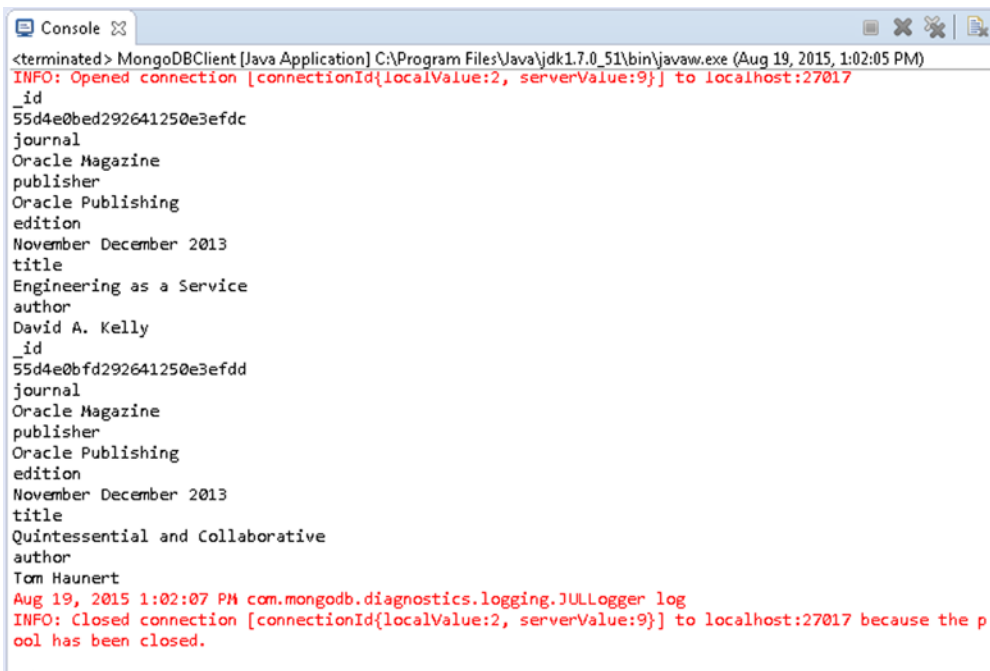 Console
<terminated> MongoDBClient [Java Application] C:\Program Files\Java\jdk1.7.0_51\bin\javaw.exe (Aug 19, 2015, 1:02:05 PM)
INFO: Opened connection [connectionId{localValue:2, serverValue:9}] to localhost:27017
_id
55d4e0bed292641250e3efdc
journal
Oracle Magazine
publisher
Oracle Publishing
edition
November December 2013
title
Engineering as a Service
author
David A. Kelly
_id
55d4e0bfd292641250e3efdd
journal
Oracle Magazine
publisher
Oracle Publishing
edition
November December 2013
title
Quintessential and Collaborative
author
Tom Haunert
Aug 19, 2015 1:02:07 PM com.mongodb.diagnostics.logging.JULLogger log
INFO: Closed connection [connectionId{localValue:2, serverValue:9}] to localhost:27017 because the p
ool has been closed.